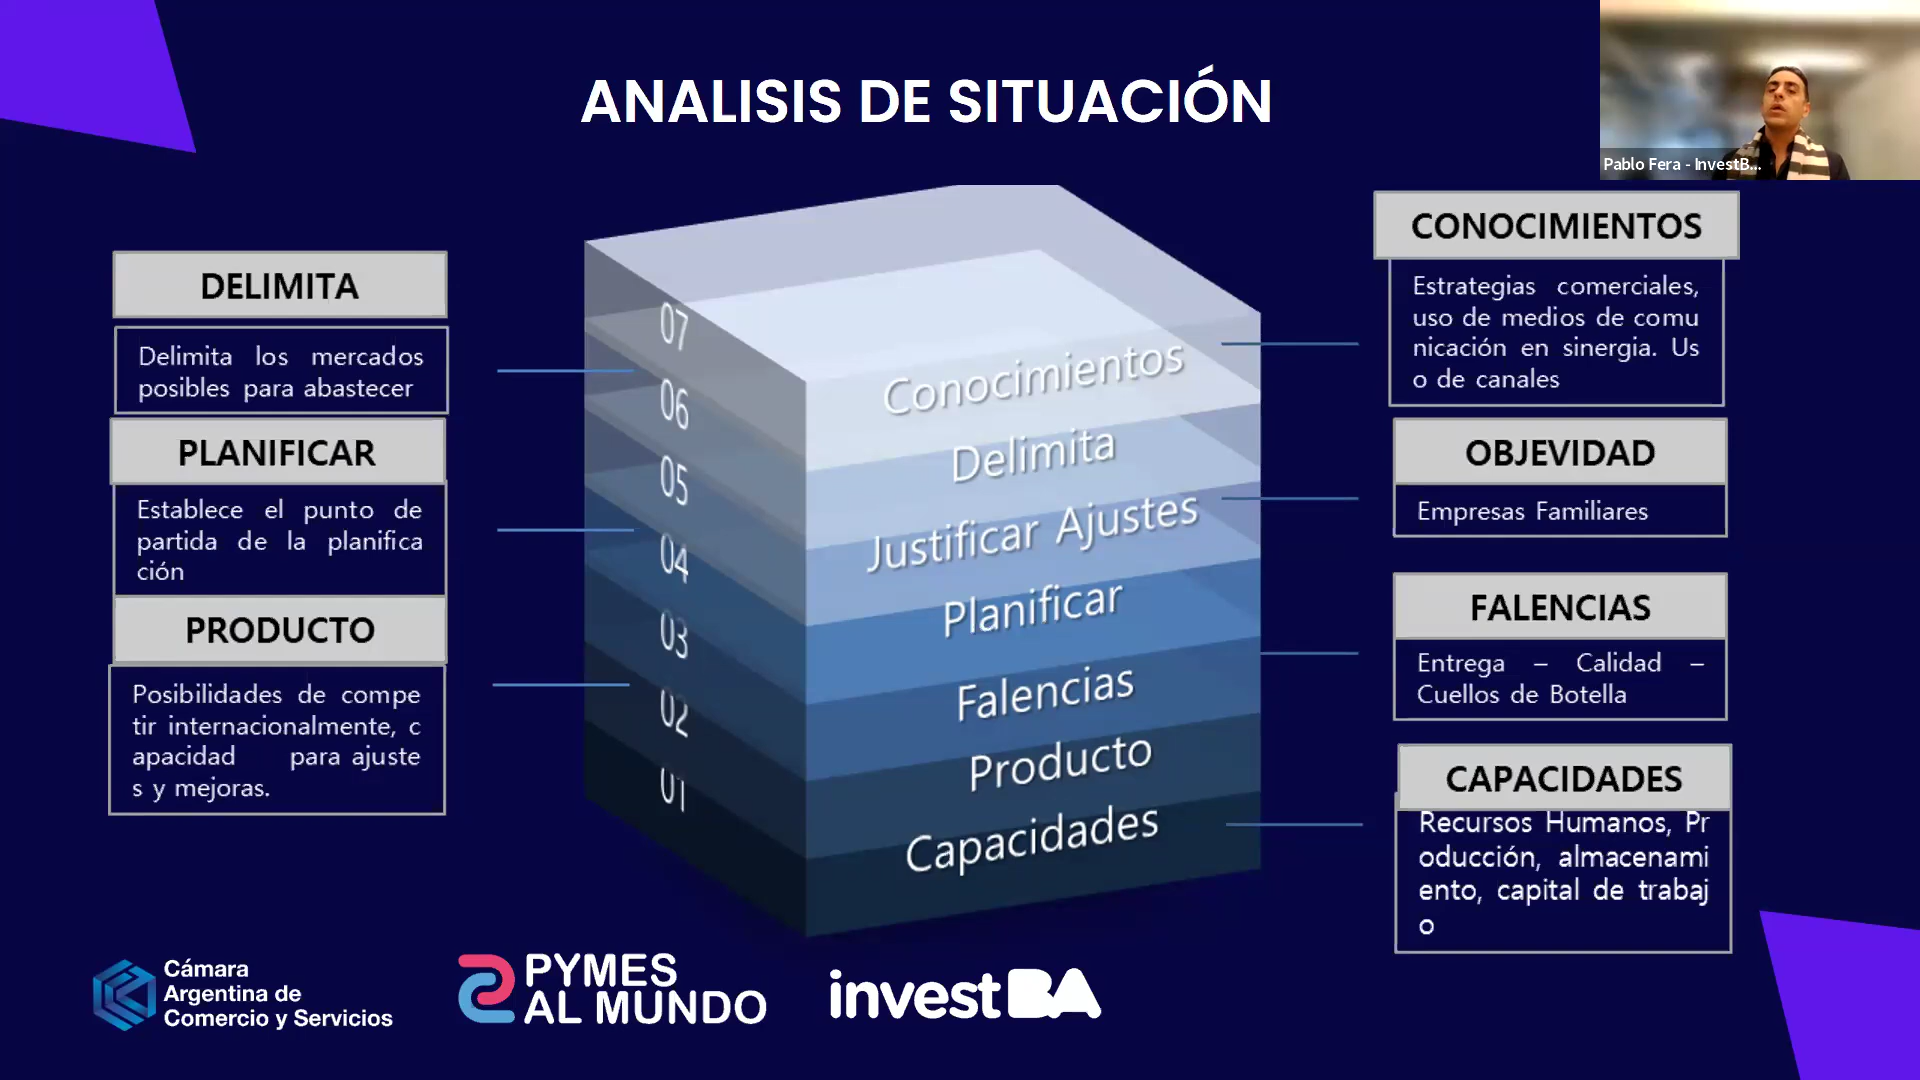 ANALISIS DE SITUACIÓN
Pablo Fera - InvestB...
DELIMITA
Delimita los mercados
posibles para abastecer
PLANIFICAR
Establece el punto de
partida de la planifica
ción
PRODUCTO
Posibilidades de compe
tir internacionalmente, c
apacidad para ajuste
s y mejoras.
07
06
05
04
03
02
01
Conocimientos
Delimita
Justificar Ajustes
Planificar
Falencias
Producto
Capacidades
CONOCIMIENTOS
Estrategias comerciales,
uso de medios de comu
nicación en sinergia. Us
o de canales
OBJEVIDAD
Empresas Familiares
FALENCIAS
Entrega – Calidad –
Cuellos de Botella
CAPACIDADES
Recursos Humanos, Pr
oducción, almacenami
ento, capital de trabaj
o
Cámara
Argentina de
Comercio y Servicios
PYMES
AL MUNDO
investBA